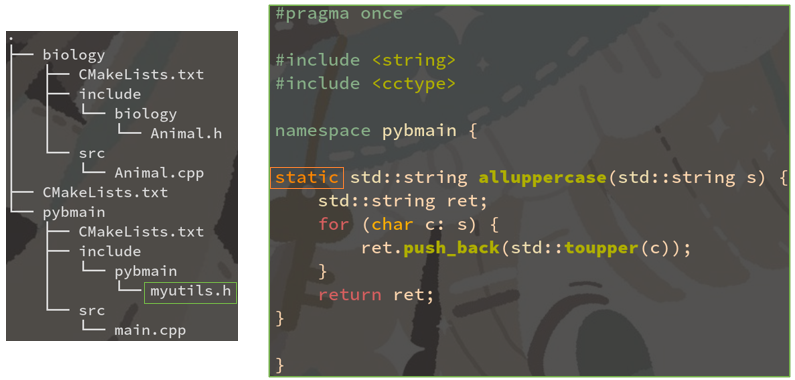 .
biology
CMakeLists.txt
include
biology
Animal.h
src
Animal.cpp
CMakeLists.txt
pybmain
CMakeLists.txt
include
pybmain
myutils.h
src
main.cpp
#pragma once
#include <string>
#include <cctype>
namespace pybmain {
static std::string alluppercase(std::string s) {
std::string ret;
for (char c: s) {
ret.push_back(std::toupper(c));
}
return ret;
}
}